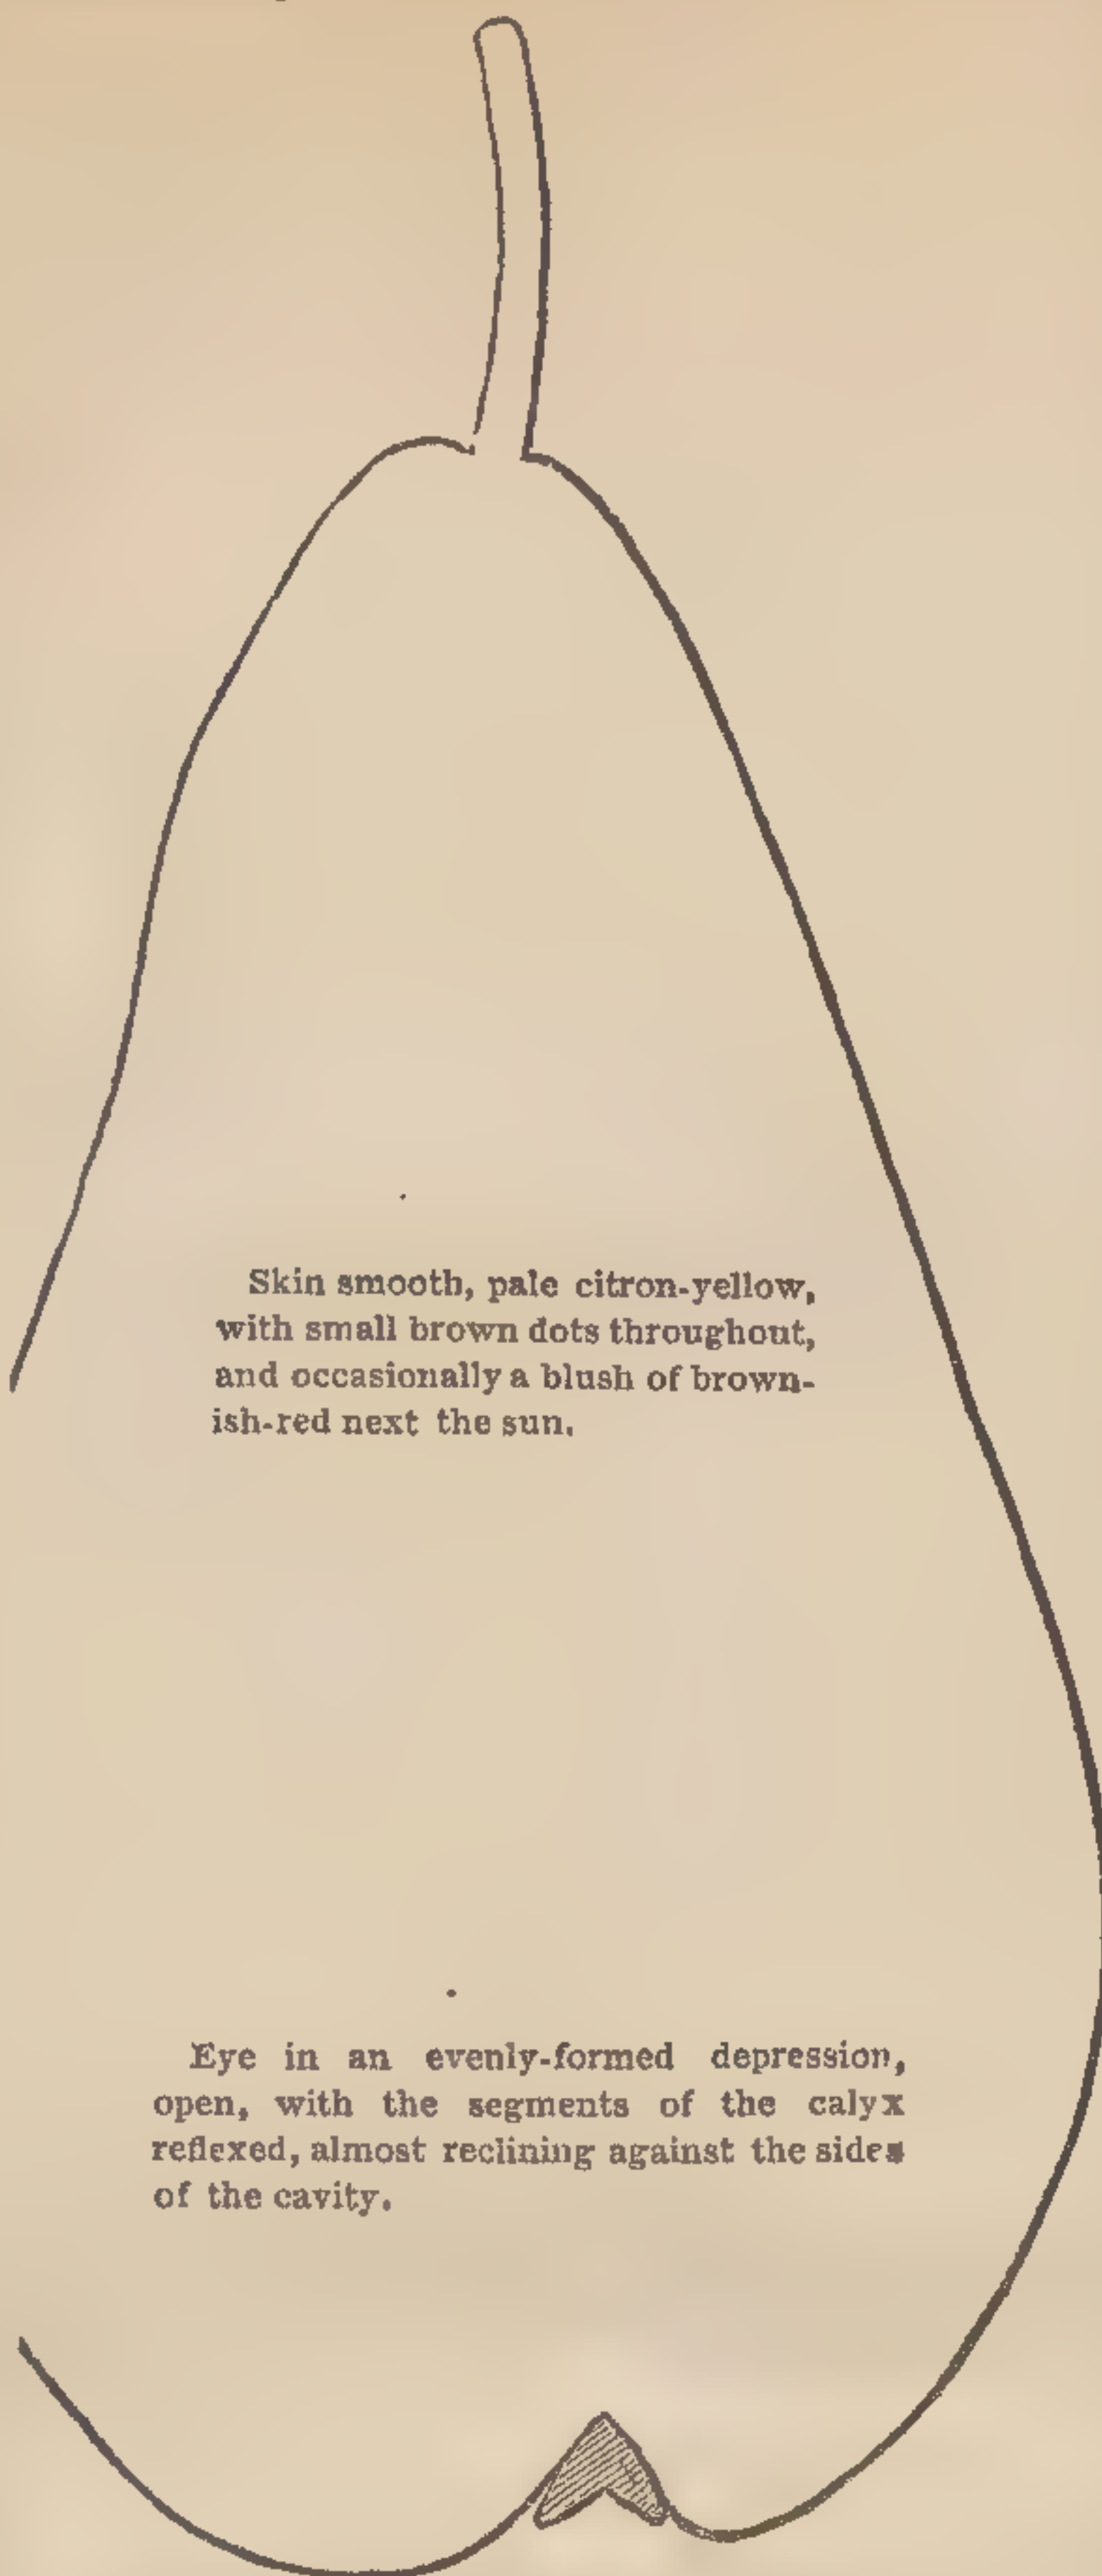 Skin smooth, pale citron-yellow,
with small brown dots throughout,
and occasionally a blush of brown-
ish-red next the sun.
Eye in an evenly-formed depression,
open, with the segments of the calyx
reflexed, almost reclining against the sides
of the cavity.